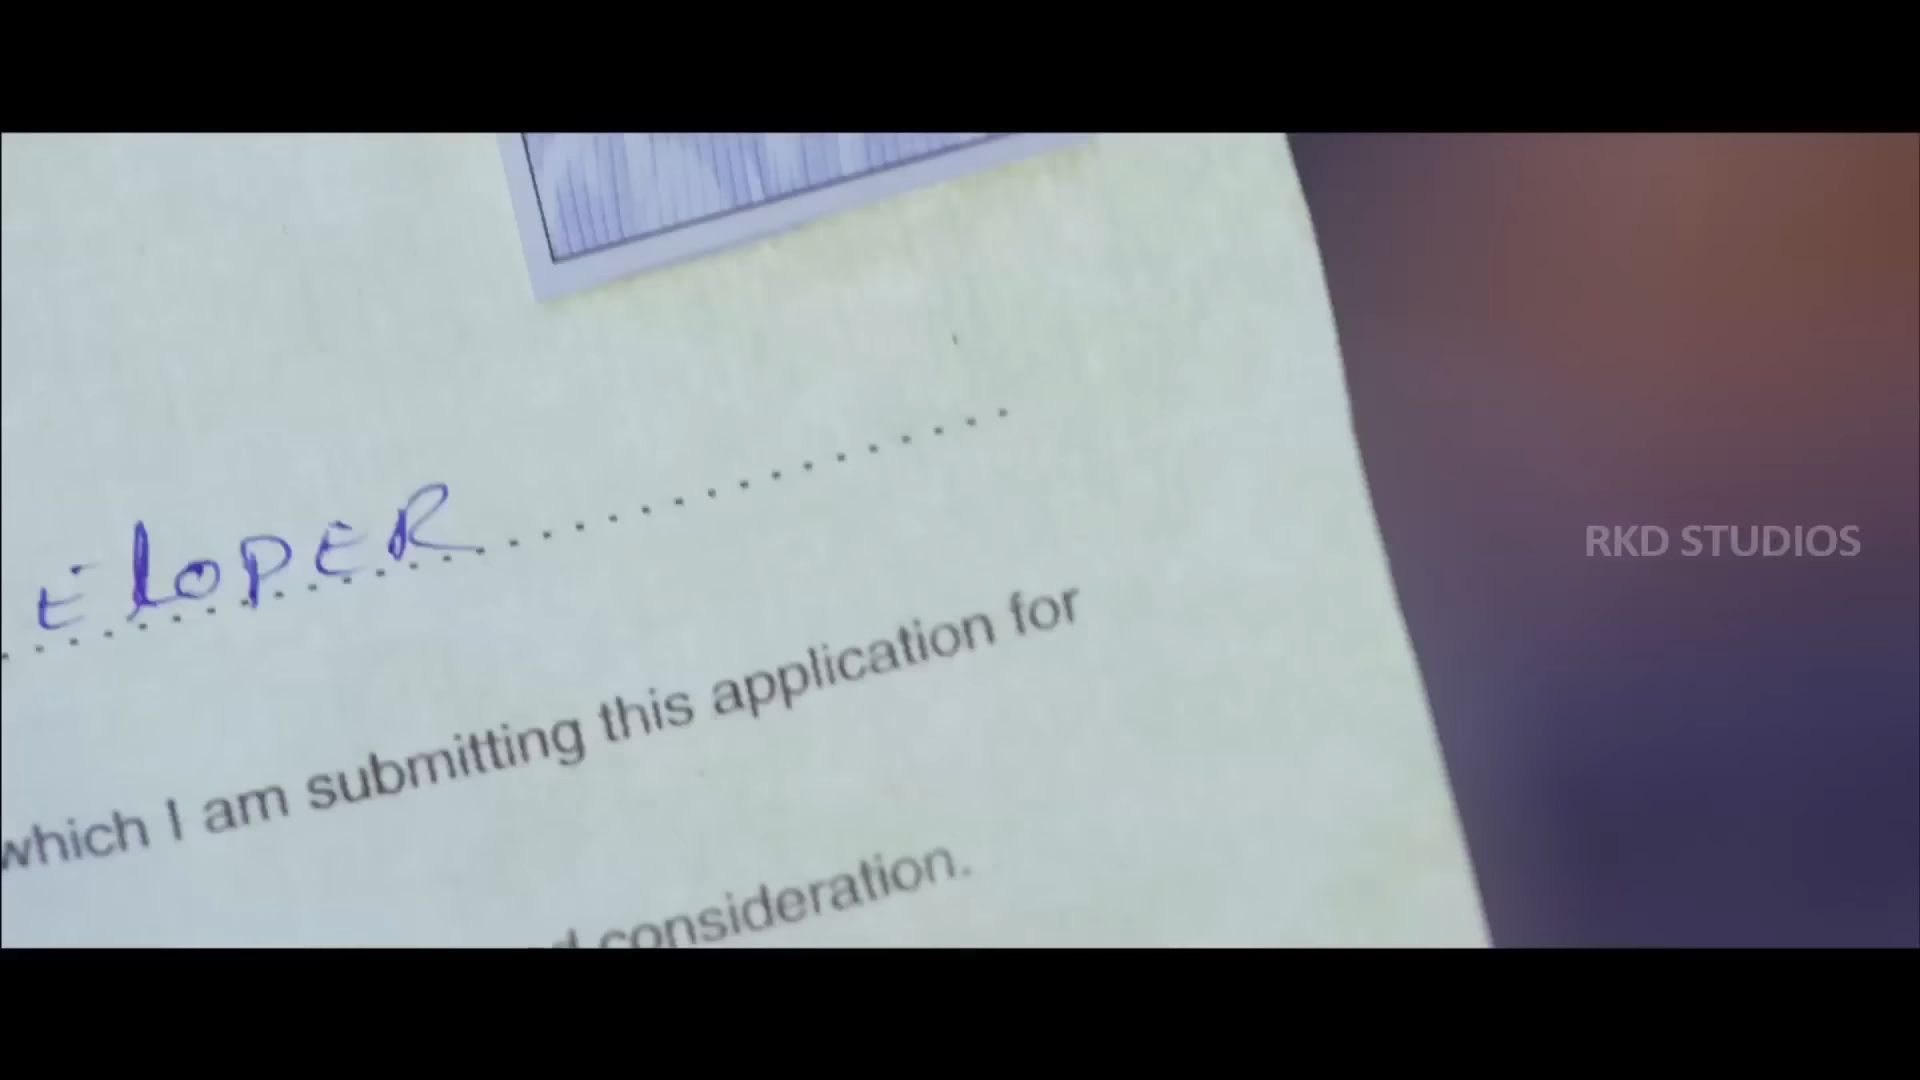 ElOPER
which I am submitting this application for
consideration.
RKD STUDIOS